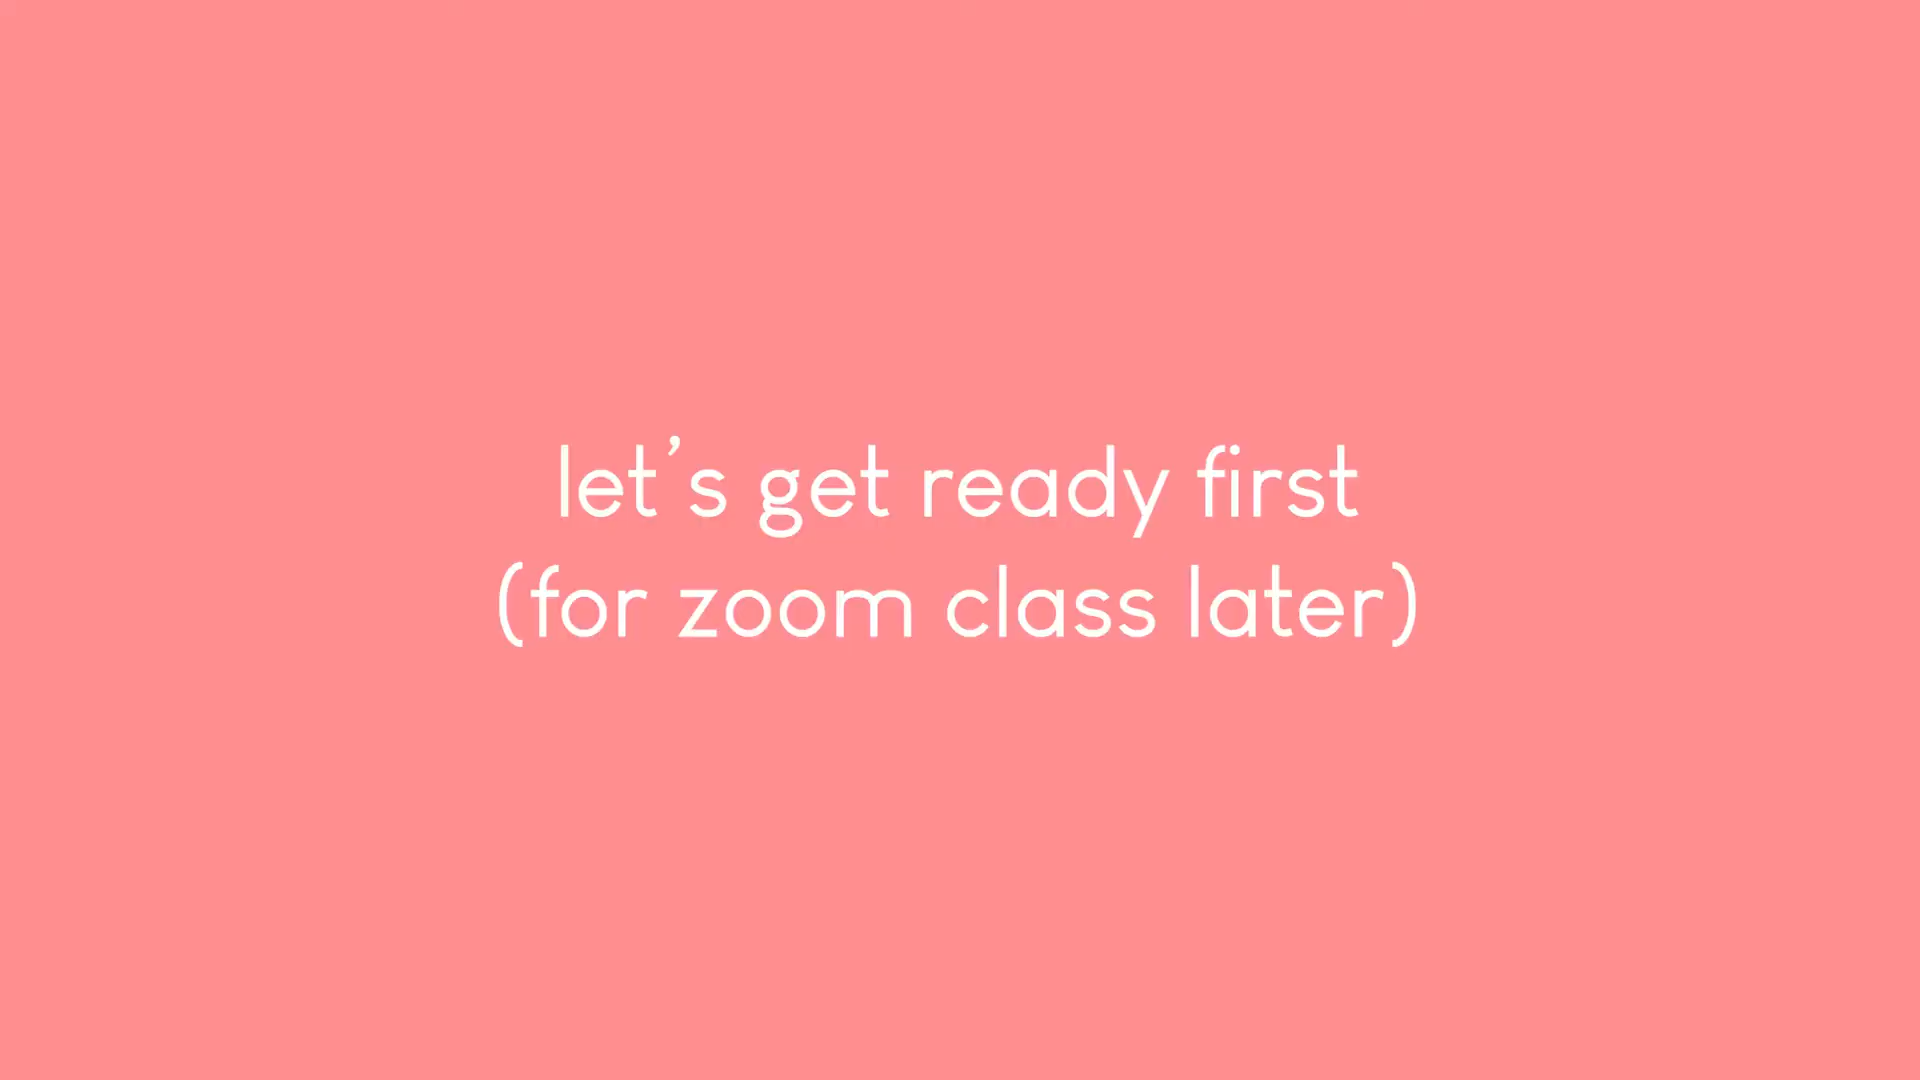 let’s get ready first
(for zoom class later)